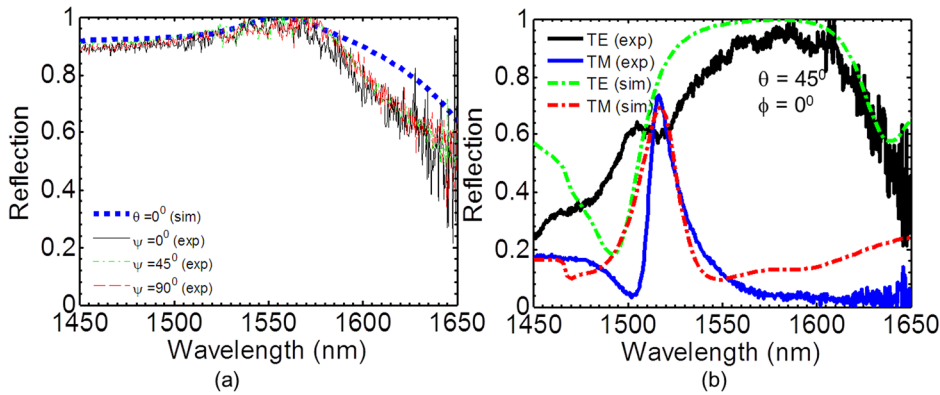 1
0.8
0.6
0.4
0.2
0
Reflection
θ =0⁰ (sim)
ψ =0⁰ (exp)
ψ =45⁰ (exp)
ψ =90⁰ (exp)
1450 1500 1550 1600 1650
Wavelength (nm)
(a)
1
0.8
0.6
0.4
0.2
0
Reflection
TE (exp)
TM (exp)
TE (sim)
TM (sim)
θ = 45⁰
ϕ = 0⁰
1450 1500 1550 1600 1650
Wavelength (nm)
(b)